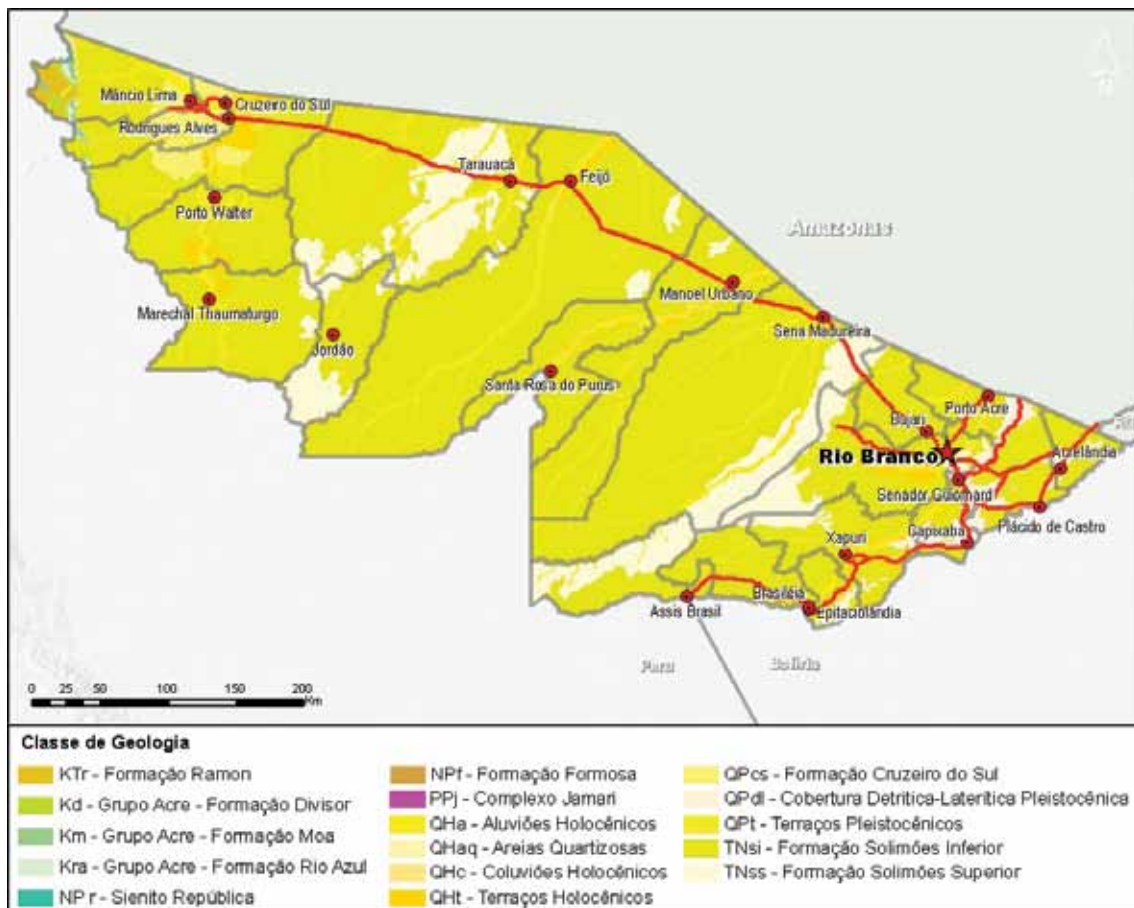 Mâncio Lima
Cruzeiro do Sul
Rodrigues Alves
Tarauacá
Feijó
Porto Walter
Amazonas
Manoel Urbano
Marechal Thaumaturgo
Sena Madureira
Jordão
Santa Rosa do Purus
Porto Acre
Bujari
Rio Branco
Acrelândia
Senador Guiomard
Plácido de Castro
Xapuri
Capixaba
Brasiléia
Assis Brasil
Epitaciolândia
Peru
Bolívia
0 25 50 100 150 200
Km
Classe de Geologia
KTr - Formação Ramon
Kd - Grupo Acre - Formação Divisor
Km - Grupo Acre - Formação Moa
Kra - Grupo Acre - Formação Rio Azul
NP r - Sienito República
NPf - Formação Formosa
PPj - Complexo Jamari
QHa - Aluviões Holocênicos
QHaq - Areias Quartizosas
QHc - Coluviões Holocênicos
QHt - Terraços Holocênicos
QPcs - Formação Cruzeiro do Sul
QPdl - Cobertura Detrítica-Laterítica Pleistocênica
QPt - Terraços Pleistocênicos
TNsi - Formação Solimões Inferior
TNss - Formação Solimões Superior